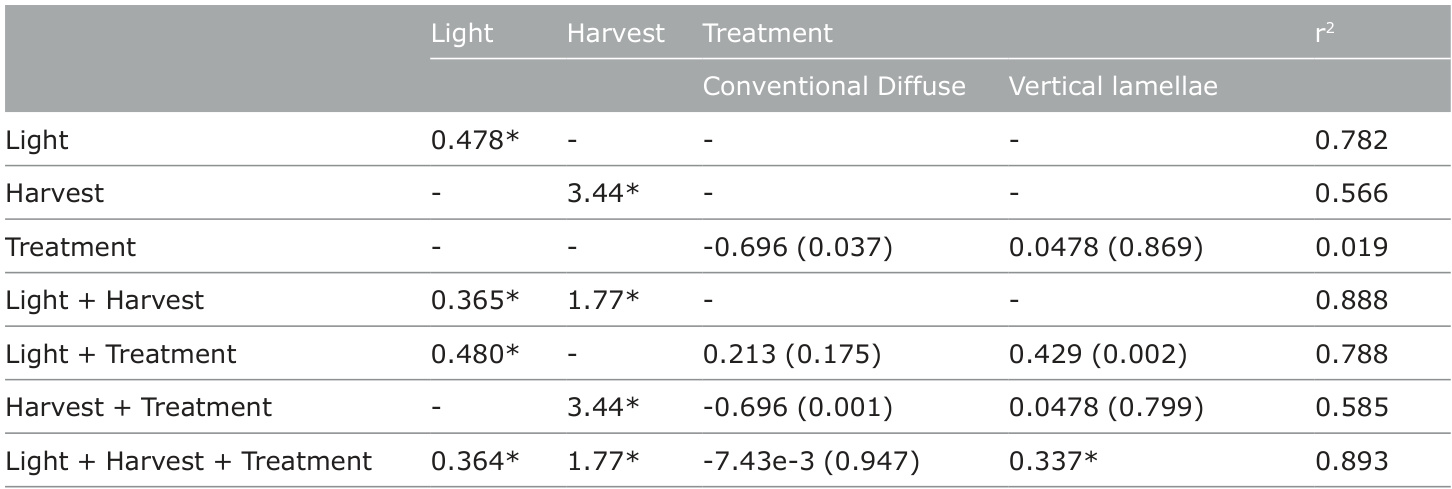 Light Harvest Treatment r²
Conventional Diffuse Vertical lamellae
Light 0.478* - - - 0.782
Harvest - 3.44* - - 0.566
Treatment - - -0.696 (0.037) 0.0478 (0.869) 0.019
Light + Harvest 0.365* 1.77* - - 0.888
Light + Treatment 0.480* - 0.213 (0.175) 0.429 (0.002) 0.788
Harvest + Treatment - 3.44* -0.696 (0.001) 0.0478 (0.799) 0.585
Light + Harvest + Treatment 0.364* 1.77* -7.43e-3 (0.947) 0.337* 0.893